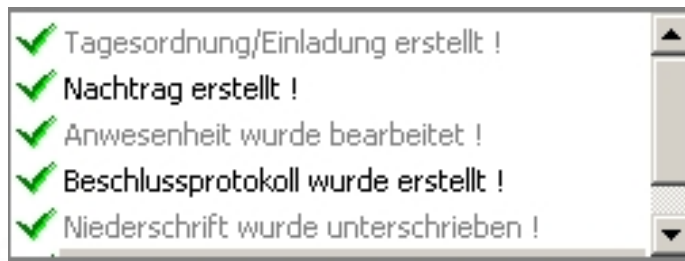 Tagesordnung/Einladung erstellt !
Nachtrag erstellt !
Anwesenheit wurde bearbeitet !
Beschlussprotokoll wurde erstellt !
Niederschrift wurde unterschrieben !